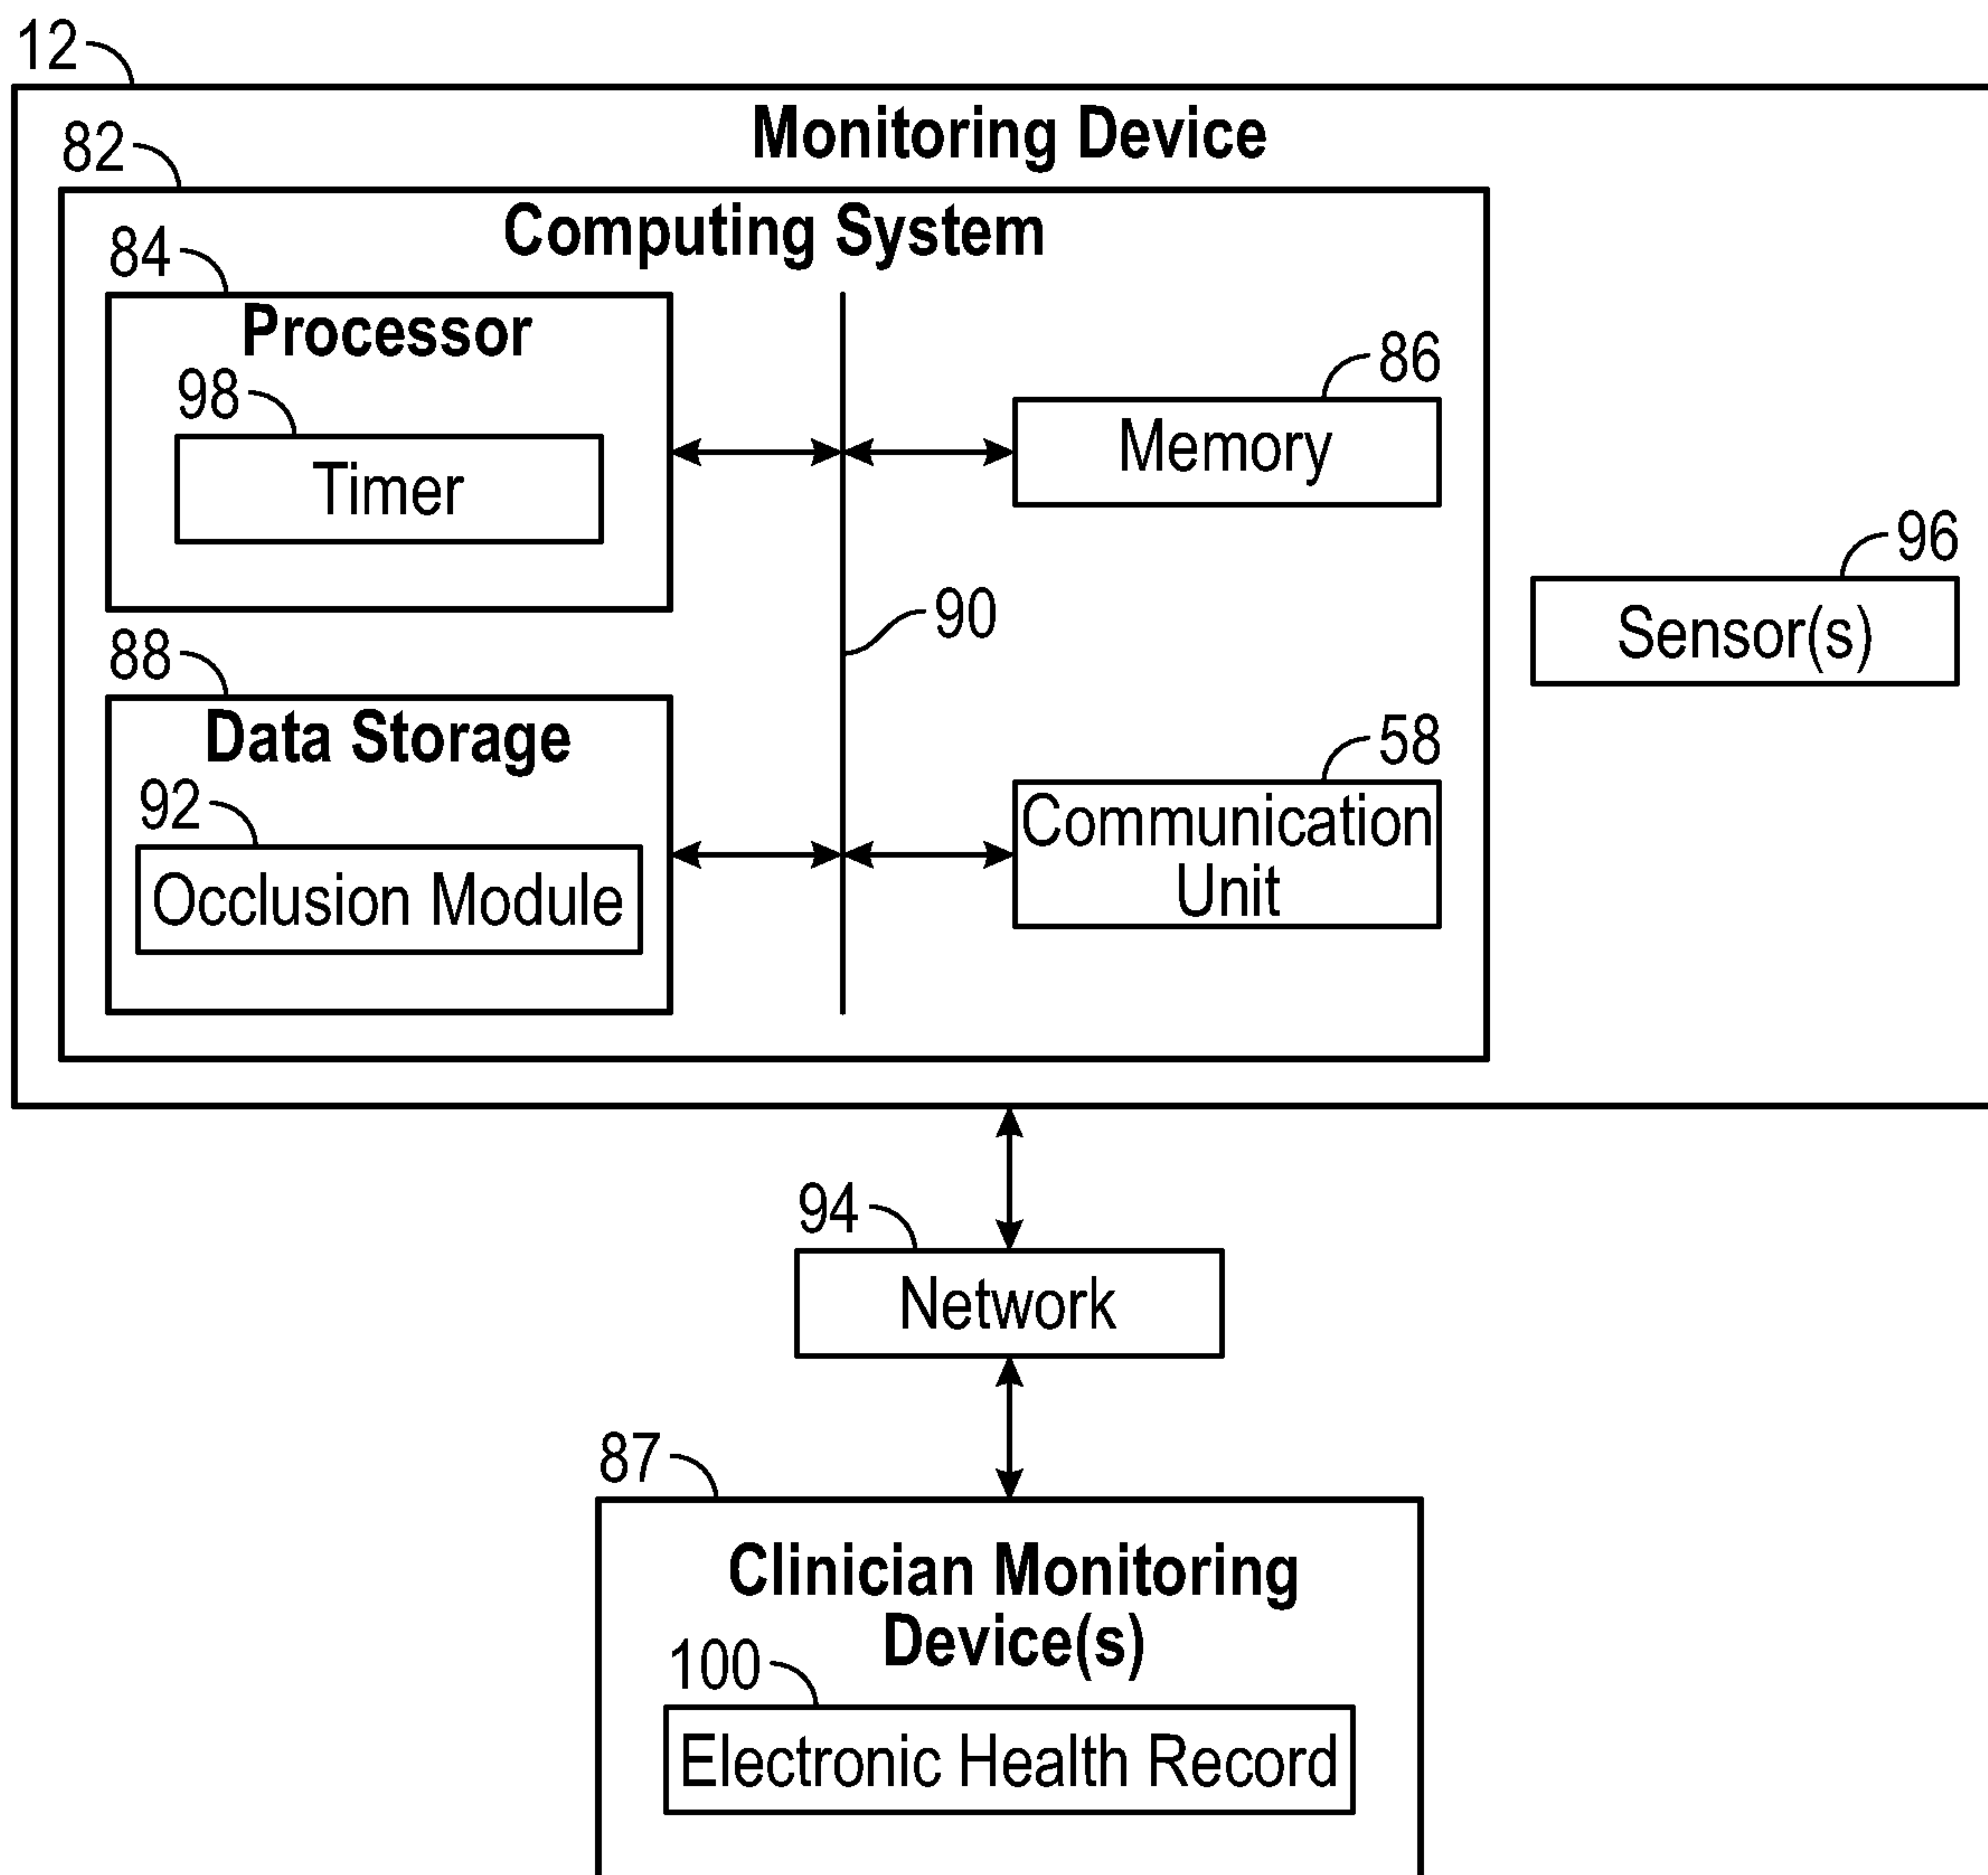 12
Monitoring Device
82
Computing System
84
Processor
98
Timer
86
Memory
96
Sensor(s)
90
88
Data Storage
92
Occlusion Module
58
Communication
Unit
94
Network
87
Clinician Monitoring
Device(s)
100
Electronic Health Record